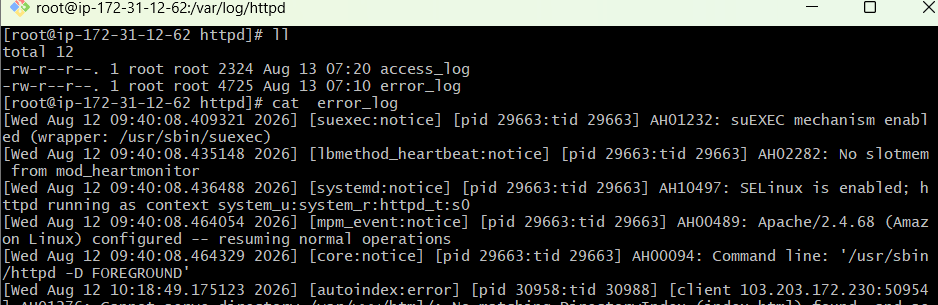 root@ip-172-31-12-62:/var/log/httpd
[root@ip-172-31-12-62 httpd]# ll
total 12
-rw-r--r--. 1 root root 2324 Aug 13 07:20 access_log
-rw-r--r--. 1 root root 4725 Aug 13 07:10 error_log
[root@ip-172-31-12-62 httpd]# cat  error_log
[Wed Aug 12 09:40:08.409321 2026] [suexec:notice] [pid 29663:tid 29663] AH01232: suEXEC mechanism enabl
ed (wrapper: /usr/sbin/suexec)
[Wed Aug 12 09:40:08.435148 2026] [lbmethod_heartbeat:notice] [pid 29663:tid 29663] AH02282: No slotmem
 from mod_heartmonitor
[Wed Aug 12 09:40:08.436488 2026] [systemd:notice] [pid 29663:tid 29663] AH10497: SELinux is enabled; h
ttpd running as context system_u:system_r:httpd_t:s0
[Wed Aug 12 09:40:08.464054 2026] [mpm_event:notice] [pid 29663:tid 29663] AH00489: Apache/2.4.68 (Amaz
on Linux) configured -- resuming normal operations
[Wed Aug 12 09:40:08.464329 2026] [core:notice] [pid 29663:tid 29663] AH00094: Command line: '/usr/sbin
/httpd -D FOREGROUND'
[Wed Aug 12 10:18:49.175123 2026] [autoindex:error] [pid 30958:tid 30988] [client 103.203.172.230:50954